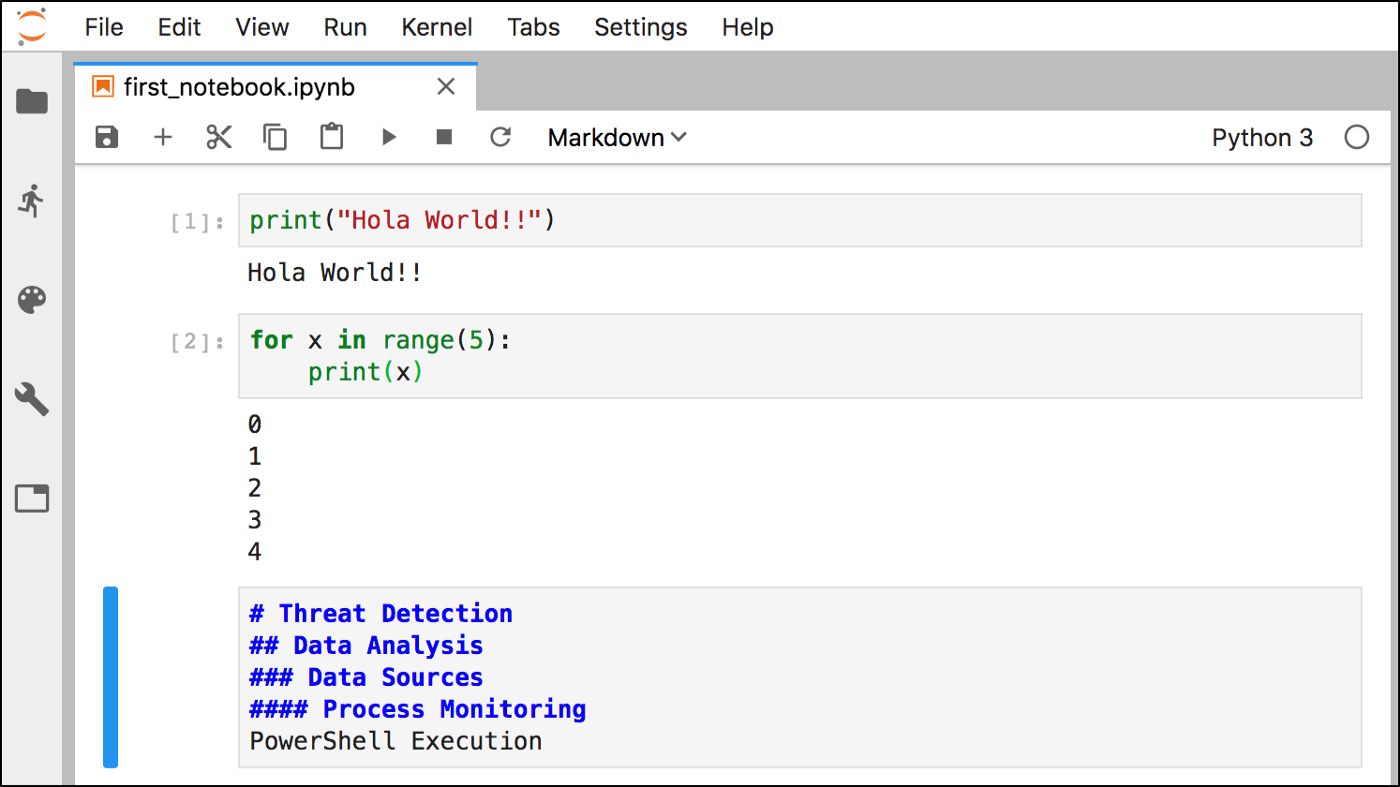 File Edit View Run Kernel Tabs Settings Help
first_notebook.ipynb
Markdown Python 3
[1]: print("Hola World!!")
Hola World!!
[2]: for x in range(5):
    print(x)
0
1
2
3
4
# Threat Detection
## Data Analysis
### Data Sources
#### Process Monitoring
PowerShell Execution